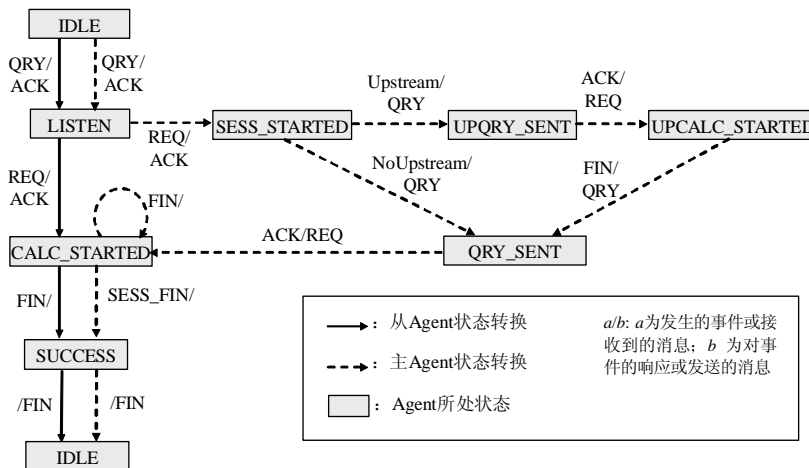 IDLE
QRY/
ACK
QRY/
ACK
Upstream/
QRY
ACK/
REQ
LISTEN
SESS_STARTED
UPQRY_SENT
UPCALC_STARTED
REQ/
ACK
REQ/
ACK
NoUpstream/
QRY
FIN/
QRY
FIN/
ACK/REQ
CALC_STARTED
QRY_SENT
FIN/
SESS_FIN/
：从Agent状态转换
a/b: a为发生的事件或接
收到的消息；b 为对事
件的响应或发送的消息
：主Agent状态转换
SUCCESS
：Agent所处状态
/FIN
/FIN
IDLE